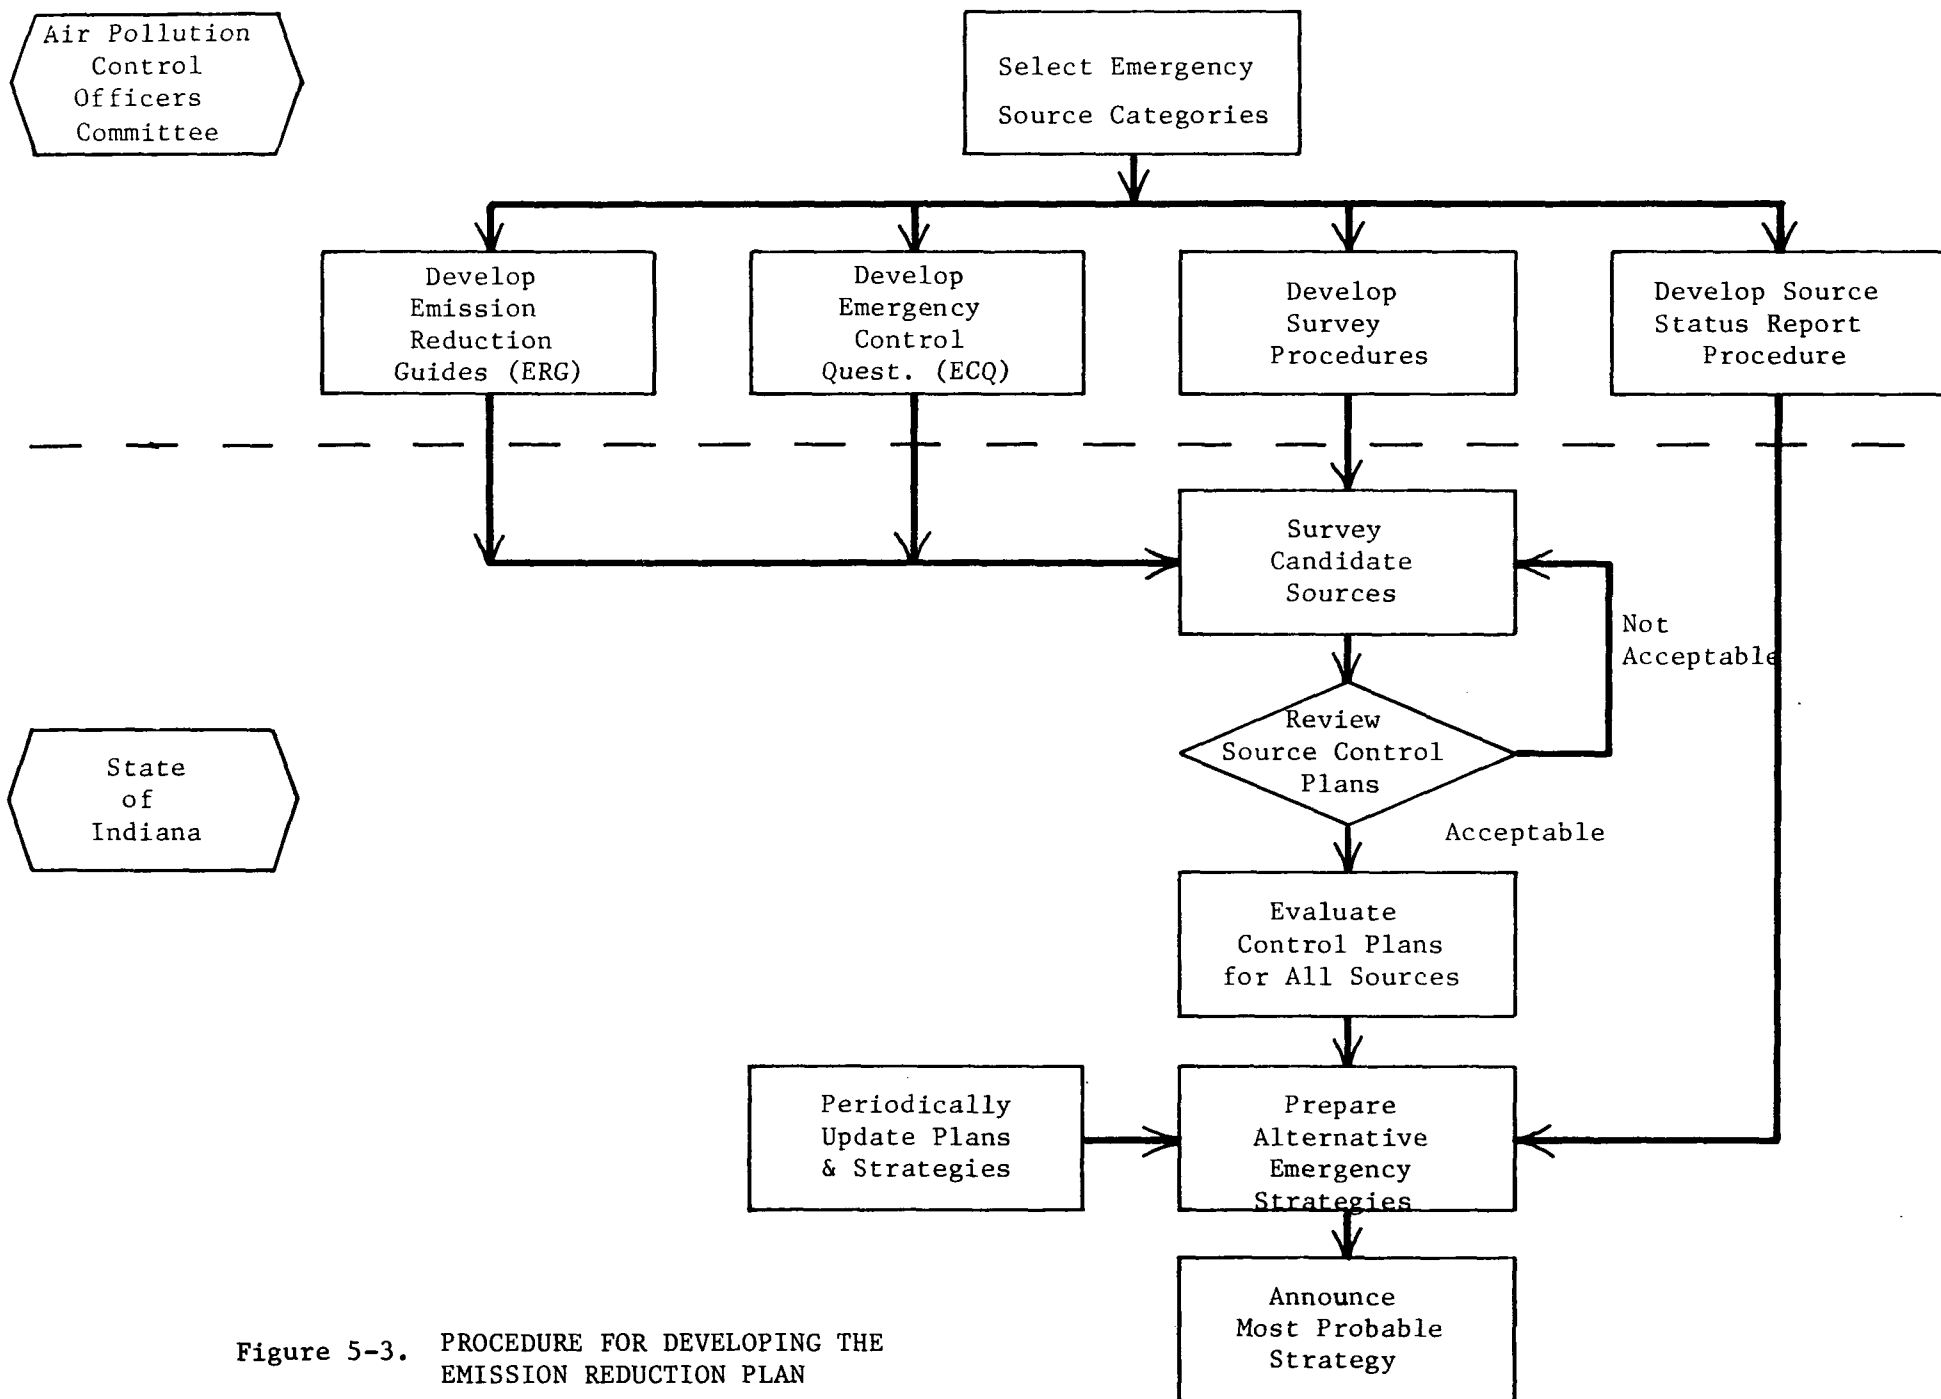 Air Pollution
Control
Officers
Committee
Select Emergency
Source Categories
Develop
Emission
Reduction
Guides (ERG)
Develop
Emergency
Control
Quest. (ECQ)
Develop
Survey
Procedures
Develop Source
Status Report
Procedure
Survey
Candidate
Sources
Not
Acceptable
Review
Source Control
Plans
State
of
Indiana
Acceptable
Evaluate
Control Plans
for All Sources
Periodically
Update Plans
& Strategies
Prepare
Alternative
Emergency
Strategies
Announce
Most Probable
Strategy
Figure 5-3. PROCEDURE FOR DEVELOPING THE
EMISSION REDUCTION PLAN